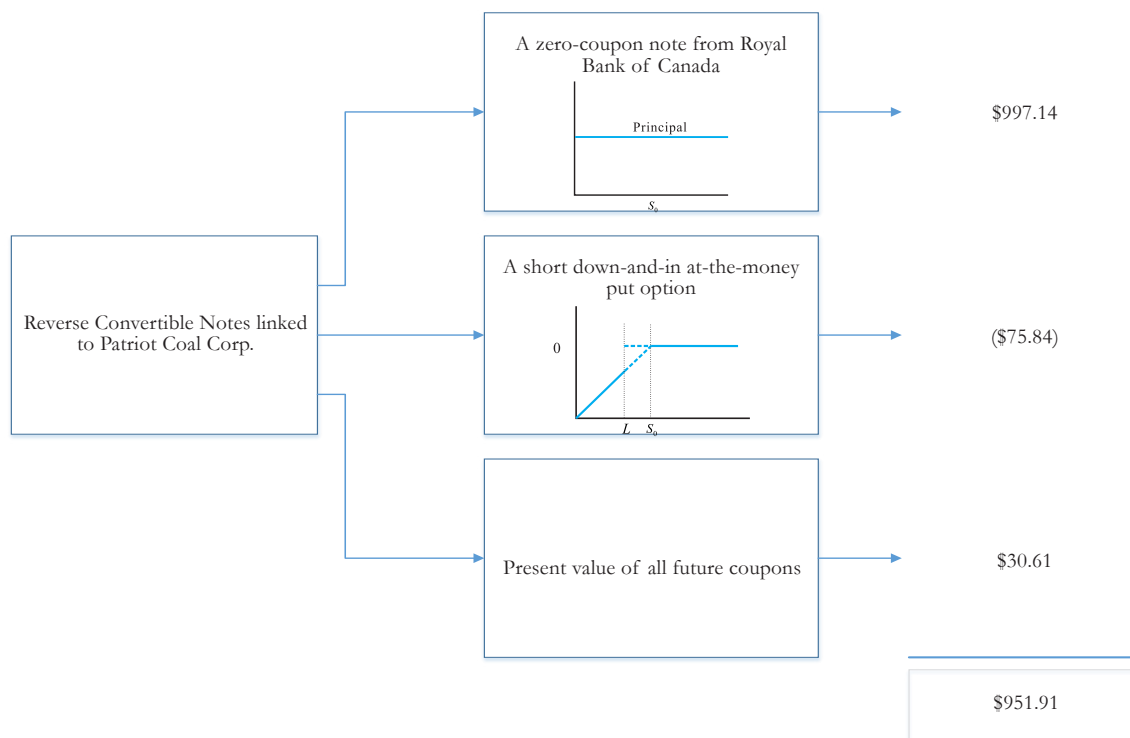 A zero-coupon note from Royal
Bank of Canada
Principal
S₀
$997.14
Reverse Convertible Notes linked
to Patriot Coal Corp.
A short down-and-in at-the-money
put option
0
L S₀
($75.84)
Present value of all future coupons
$30.61
$951.91